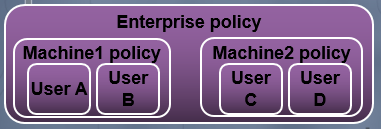 Enterprise policy
Machine1 policy
Machine2 policy
User A
User
B
User
C
User
D